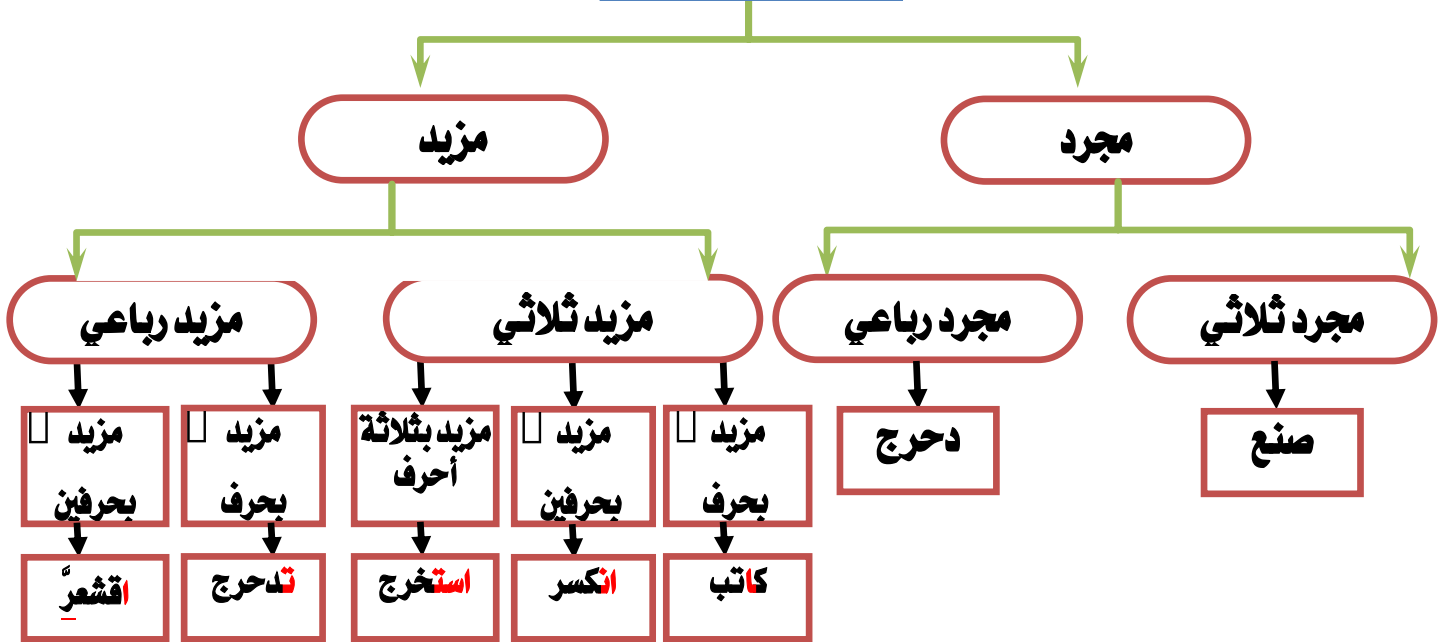 مجرد
مزيد
مجرد ثلاثي
مجرد رباعي
مزيد ثلاثي
مزيد رباعي
صنع
دحرج
مزيد
بحرف
مزيد
بحرفين
مزيد بثلاثة
أحرف
مزيد
بحرف
مزيد
بحرفين
كاتب
انكسر
استخرج
تدحرج
اقشعرَّ